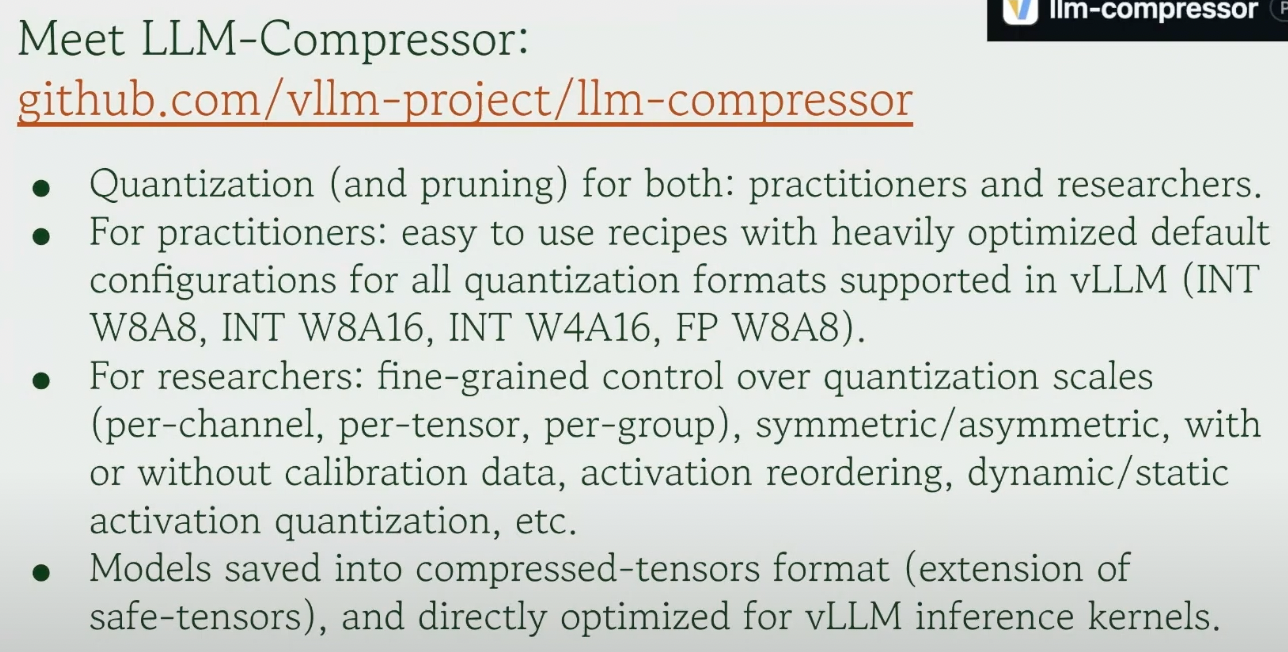 llm-compressor
Meet LLM-Compressor:
github.com/vllm-project/llm-compressor
● Quantization (and pruning) for both: practitioners and researchers.
● For practitioners: easy to use recipes with heavily optimized default
configurations for all quantization formats supported in vLLM (INT
W8A8, INT W8A16, INT W4A16, FP W8A8).
● For researchers: fine-grained control over quantization scales
(per-channel, per-tensor, per-group), symmetric/asymmetric, with
or without calibration data, activation reordering, dynamic/static
activation quantization, etc.
● Models saved into compressed-tensors format (extension of
safe-tensors), and directly optimized for vLLM inference kernels.